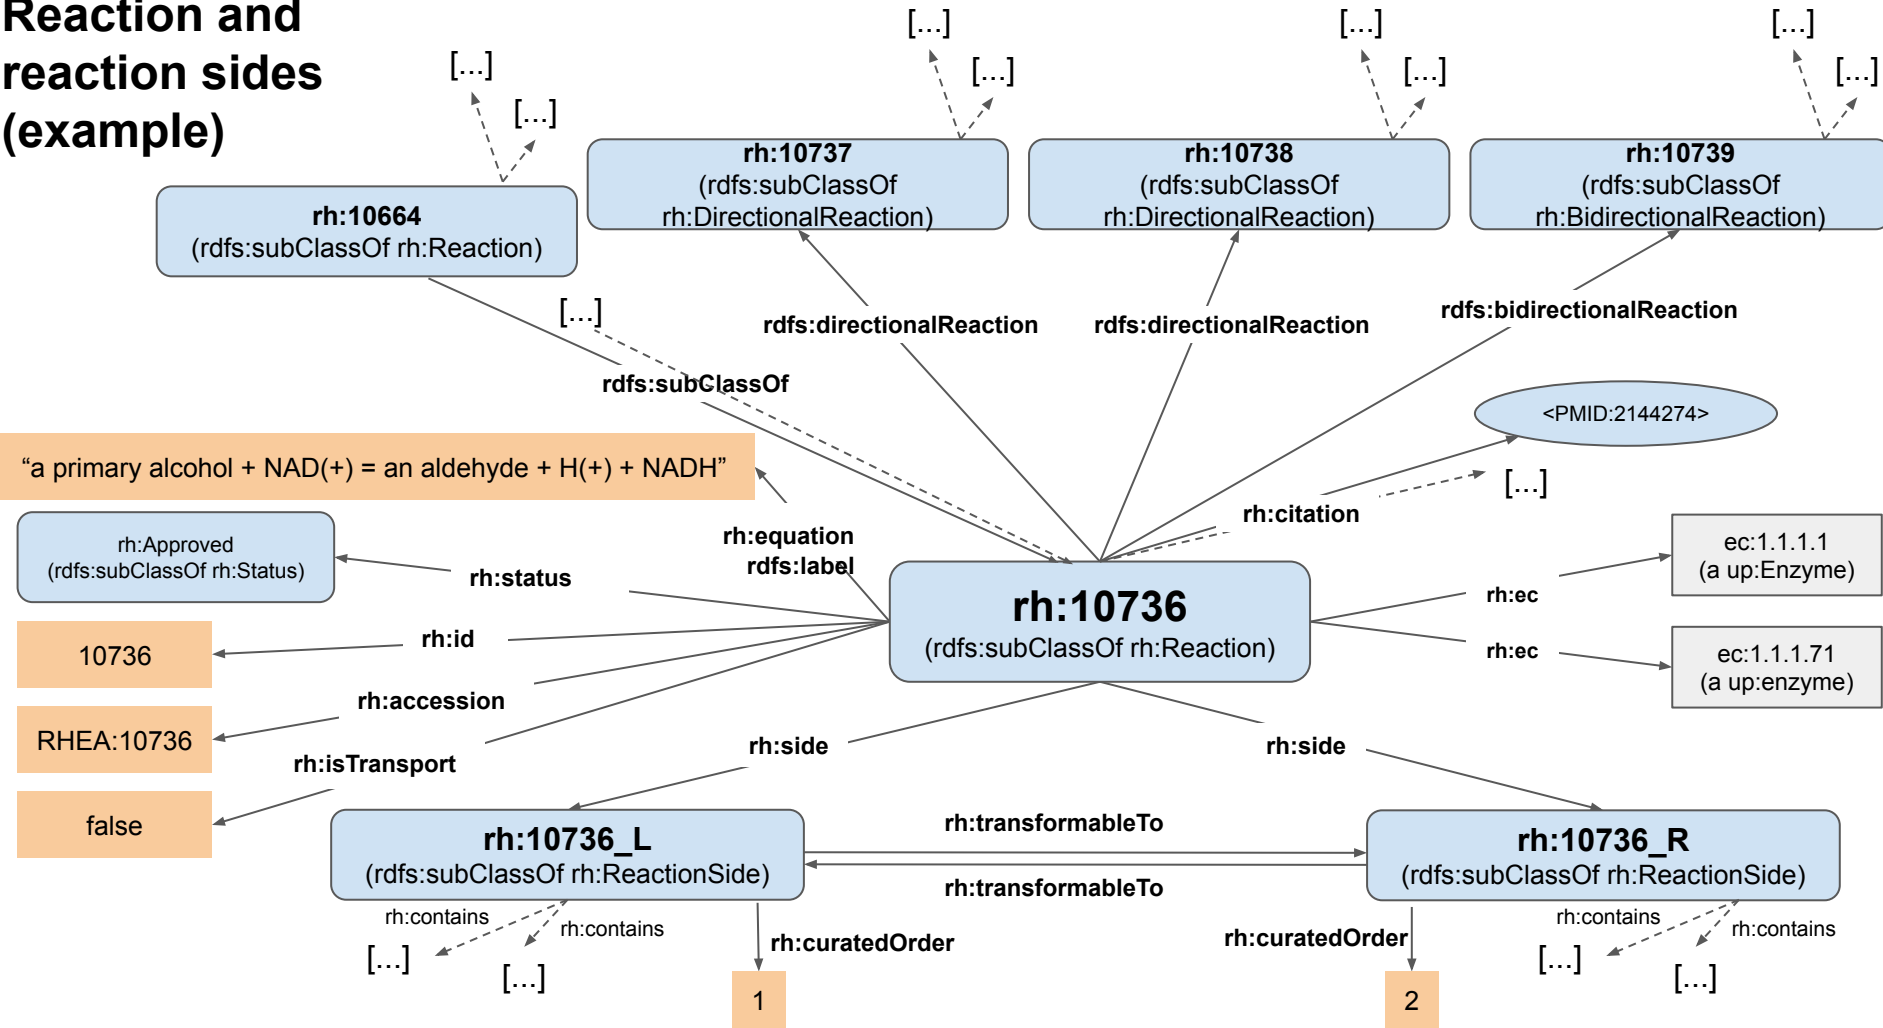 Reaction and
reaction sides
(example)
[...]
[...]
[...]
[...]
[...]
[...]
[...]
[...]
rh:10664
(rdfs:subClassOf rh:Reaction)
rh:10737
(rdfs:subClassOf
rh:DirectionalReaction)
rh:10738
(rdfs:subClassOf
rh:DirectionalReaction)
rh:10739
(rdfs:subClassOf
rh:BidirectionalReaction)
[...]
rdfs:subClassOf
rdfs:directionalReaction
rdfs:directionalReaction
rdfs:bidirectionalReaction
<PMID:2144274>
[...]
rh:citation
“a primary alcohol + NAD(+) = an aldehyde + H(+) + NADH”
rh:equation
rdfs:label
rh:Approved
(rdfs:subClassOf rh:Status)
rh:status
10736
rh:id
RHEA:10736
rh:accession
false
rh:isTransport
rh:10736
(rdfs:subClassOf rh:Reaction)
rh:ec
ec:1.1.1.1
(a up:Enzyme)
rh:ec
ec:1.1.1.71
(a up:enzyme)
rh:side
rh:side
rh:10736_L
(rdfs:subClassOf rh:ReactionSide)
rh:transformableTo
rh:transformableTo
rh:10736_R
(rdfs:subClassOf rh:ReactionSide)
rh:contains
rh:contains
[...]
[...]
rh:curatedOrder
1
rh:curatedOrder
2
rh:contains
rh:contains
[...]
[...]